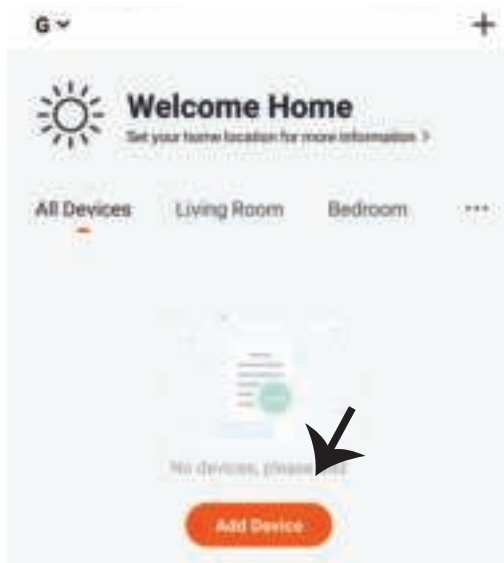 G
Welcome Home
Set your home location for more information >
All Devices
Living Room
Bedroom
...
No devices, please
Add Device